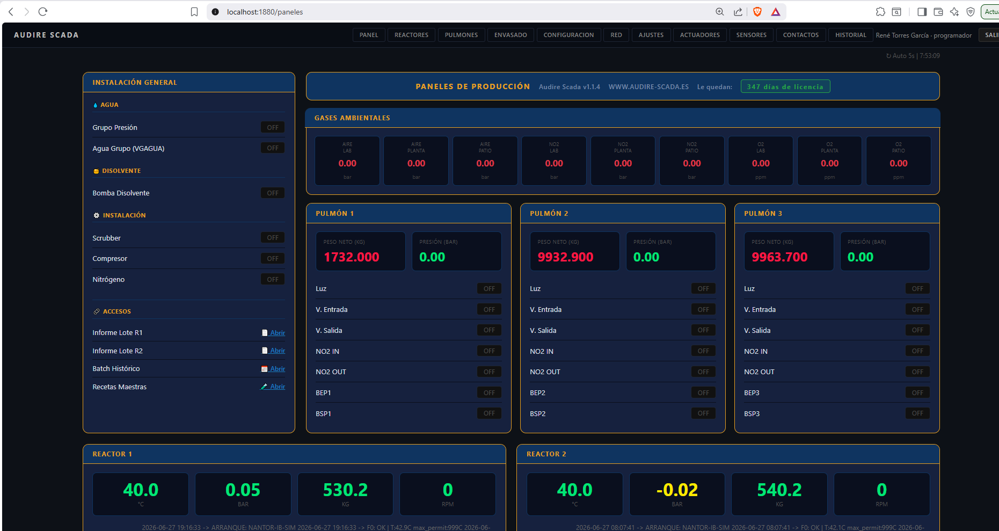 localhost:1880/paneles
Actua
AUDIRE SCADA
PANEL REACTORES PULMONES ENVASADO CONFIGURACION RED AJUSTES ACTUADORES SENSORES CONTACTOS HISTORIAL René Torres García · programador SALI
↻ Auto 5s | 7:53:09
INSTALACIÓN GENERAL
AGUA
Grupo Presión OFF
Agua Grupo (VGAGUA) OFF
DISOLVENTE
Bomba Disolvente OFF
INSTALACIÓN
Scrubber OFF
Compresor OFF
Nitrógeno OFF
ACCESOS
Informe Lote R1 Abrir
Informe Lote R2 Abrir
Batch Histórico Abrir
Recetas Maestras Abrir
PANELES DE PRODUCCIÓN Audire Scada v1.1.4 WWW.AUDIRE-SCADA.ES Le quedan: 347 días de licencia
GASES AMBIENTALES
AIRE LAB
0.00
bar
AIRE PLANTA
0.00
bar
AIRE PATIO
0.00
bar
NO2 LAB
0.00
bar
NO2 PLANTA
0.00
bar
NO2 PATIO
0.00
bar
O2 LAB
0.00
ppm
O2 PLANTA
0.00
ppm
O2 PATIO
0.00
ppm
PULMÓN 1
PESO NETO (KG) PRESIÓN (BAR)
1732.000 0.00
Luz OFF
V. Entrada OFF
V. Salida OFF
NO2 IN OFF
NO2 OUT OFF
BEP1 OFF
BSP1 OFF
PULMÓN 2
PESO NETO (KG) PRESIÓN (BAR)
9932.900 0.00
Luz OFF
V. Entrada OFF
V. Salida OFF
NO2 IN OFF
NO2 OUT OFF
BEP2 OFF
BSP2 OFF
PULMÓN 3
PESO NETO (KG) PRESIÓN (BAR)
9963.700 0.00
Luz OFF
V. Entrada OFF
V. Salida OFF
NO2 IN OFF
NO2 OUT OFF
BEP3 OFF
BSP3 OFF
REACTOR 1
40.0 0.05 530.2 0
°C BAR KG RPM
2026-06-27 19:16:33 -> ARRANQUE: NANTOR-IB-SIM 2026-06-27 19:16:33 -> F0: OK | T:42.9C max_permit:999C 2026-06-
REACTOR 2
40.0 -0.02 540.2 0
°C BAR KG RPM
2026-06-27 08:07:41 -> ARRANQUE: NANTOR-IB-SIM 2026-06-27 08:07:41 -> F0: OK | T:42.1C max_permit:999C 2026-06-